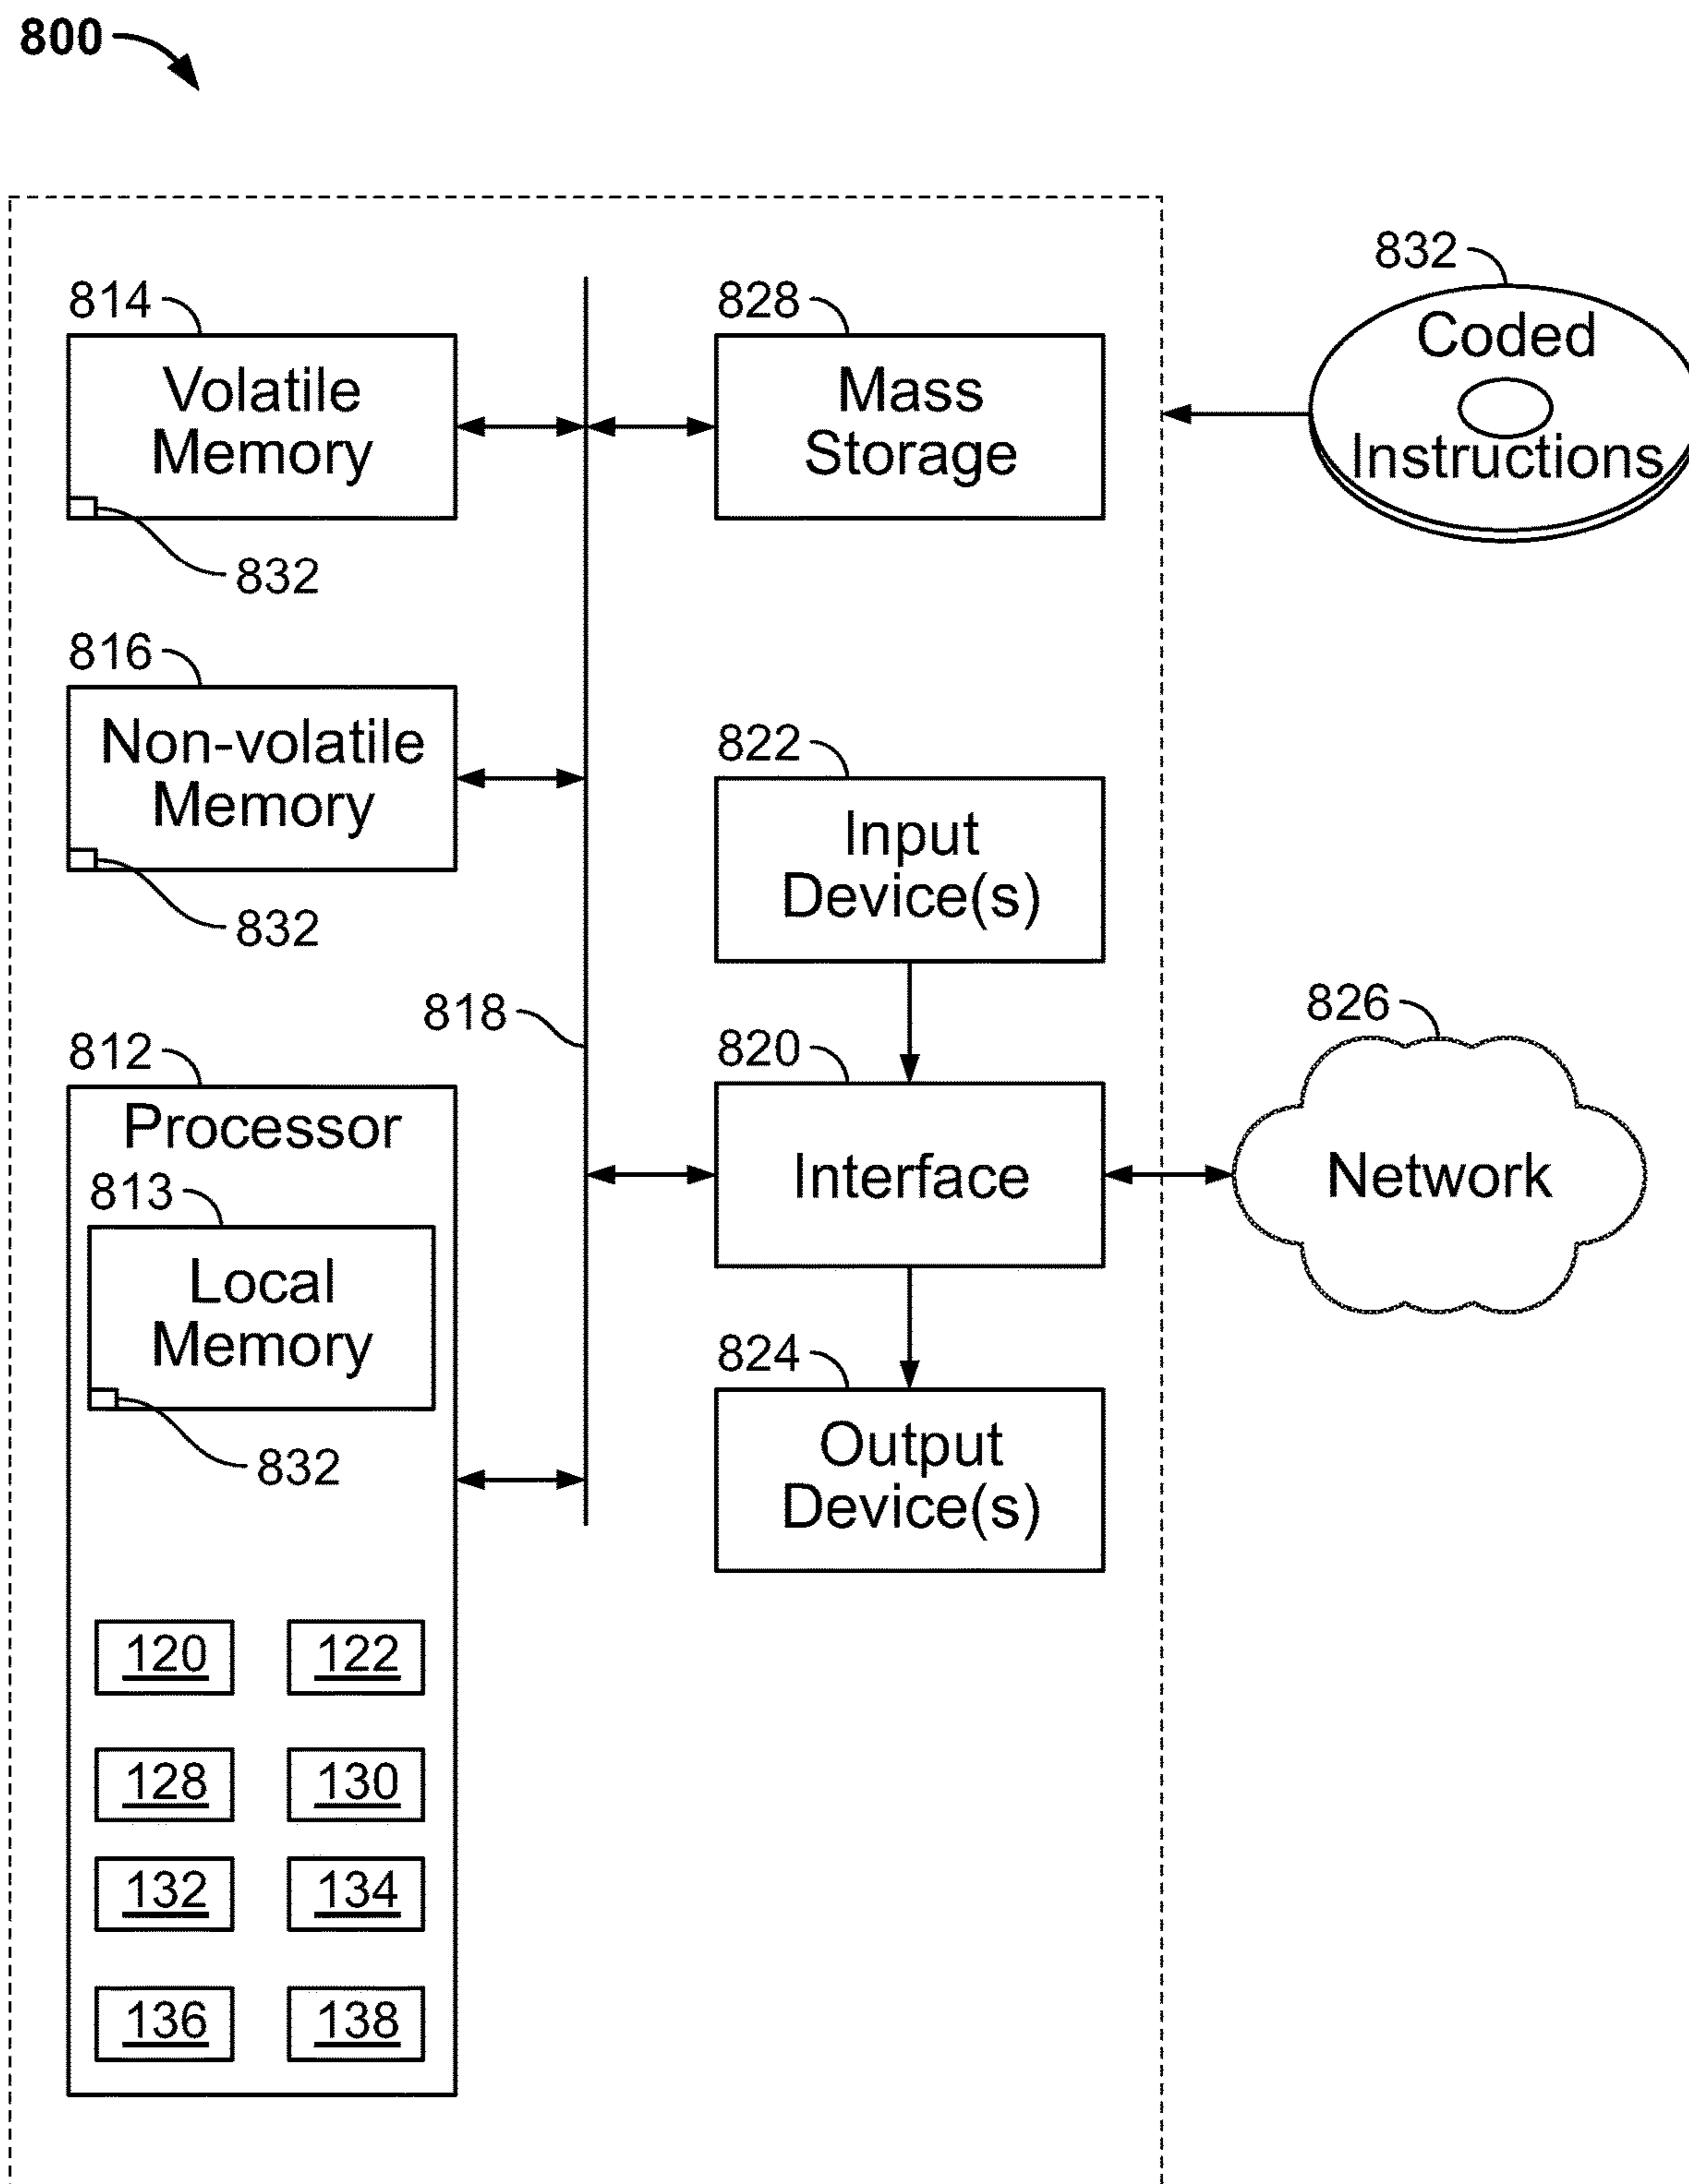 800
814
Volatile
Memory
832
828
Mass
Storage
832
Coded
Instructions
816
Non-volatile
Memory
832
822
Input
Device(s)
818
812
Processor
813
Local
Memory
832
820
Interface
826
Network
824
Output
Device(s)
120 122
128 130
132 134
136 138